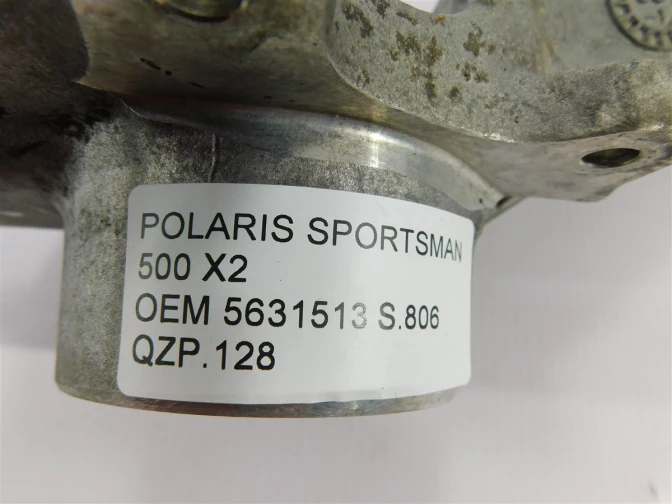 POLARIS SPORTSMAN
500 X2
OEM 5631513 S.806
QZP.128